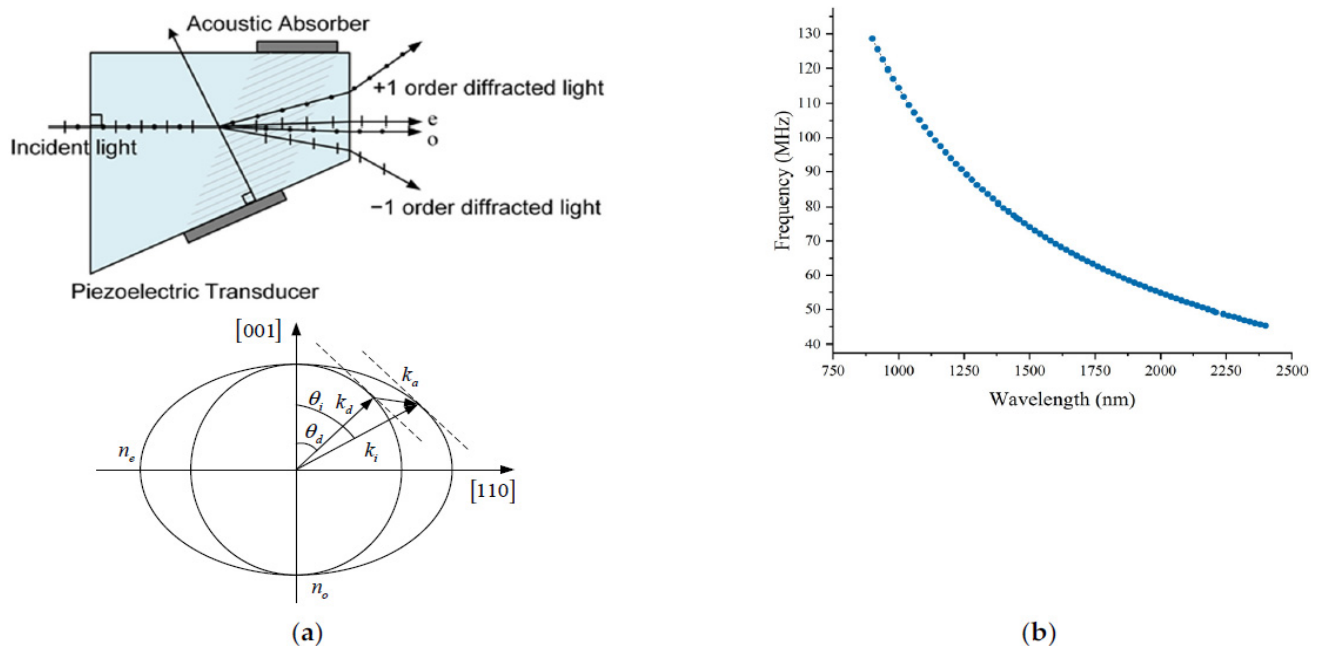 Acoustic Absorber
+1 order diffracted light
e
o
Incident light
−1 order diffracted light
Piezoelectric Transducer
[001]
θi kd ka
θd
ne ki
[110]
no
(a)
130
120
110
100
90
80
70
60
50
40
Frequency (MHz)
750 1000 1250 1500 1750 2000 2250 2500
Wavelength (nm)
(b)